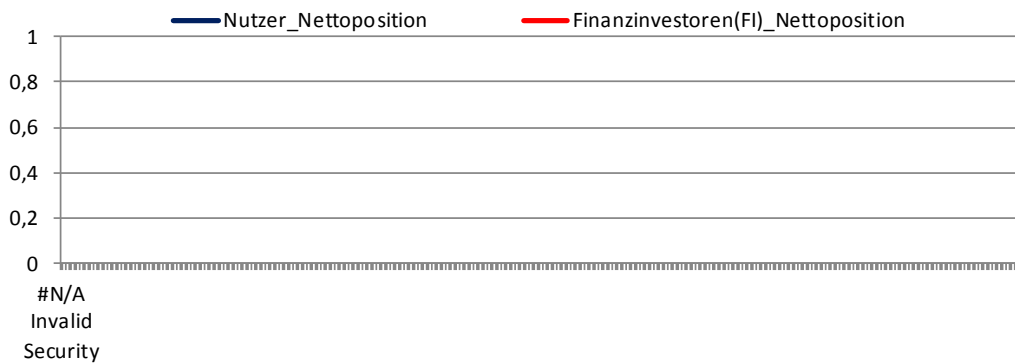 Nutzer_Nettoposition
Finanzinvestoren(FI)_Nettoposition
1
0,8
0,6
0,4
0,2
0
#N/A
Invalid
Security